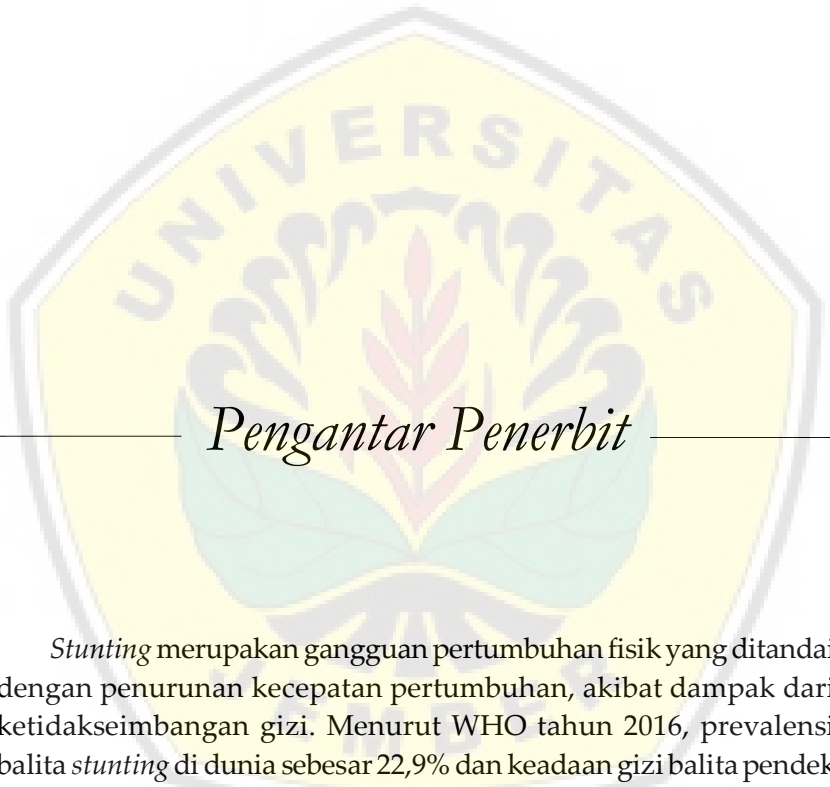 UNIVERSITAS
Pengantar Penerbit
Stunting merupakan gangguan pertumbuhan fisik yang ditandai
dengan penurunan kecepatan pertumbuhan, akibat dampak dari
ketidakseimbangan gizi. Menurut WHO tahun 2016, prevalensi
balita stunting di dunia sebesar 22,9% dan keadaan gizi balita pendek
JEMBER